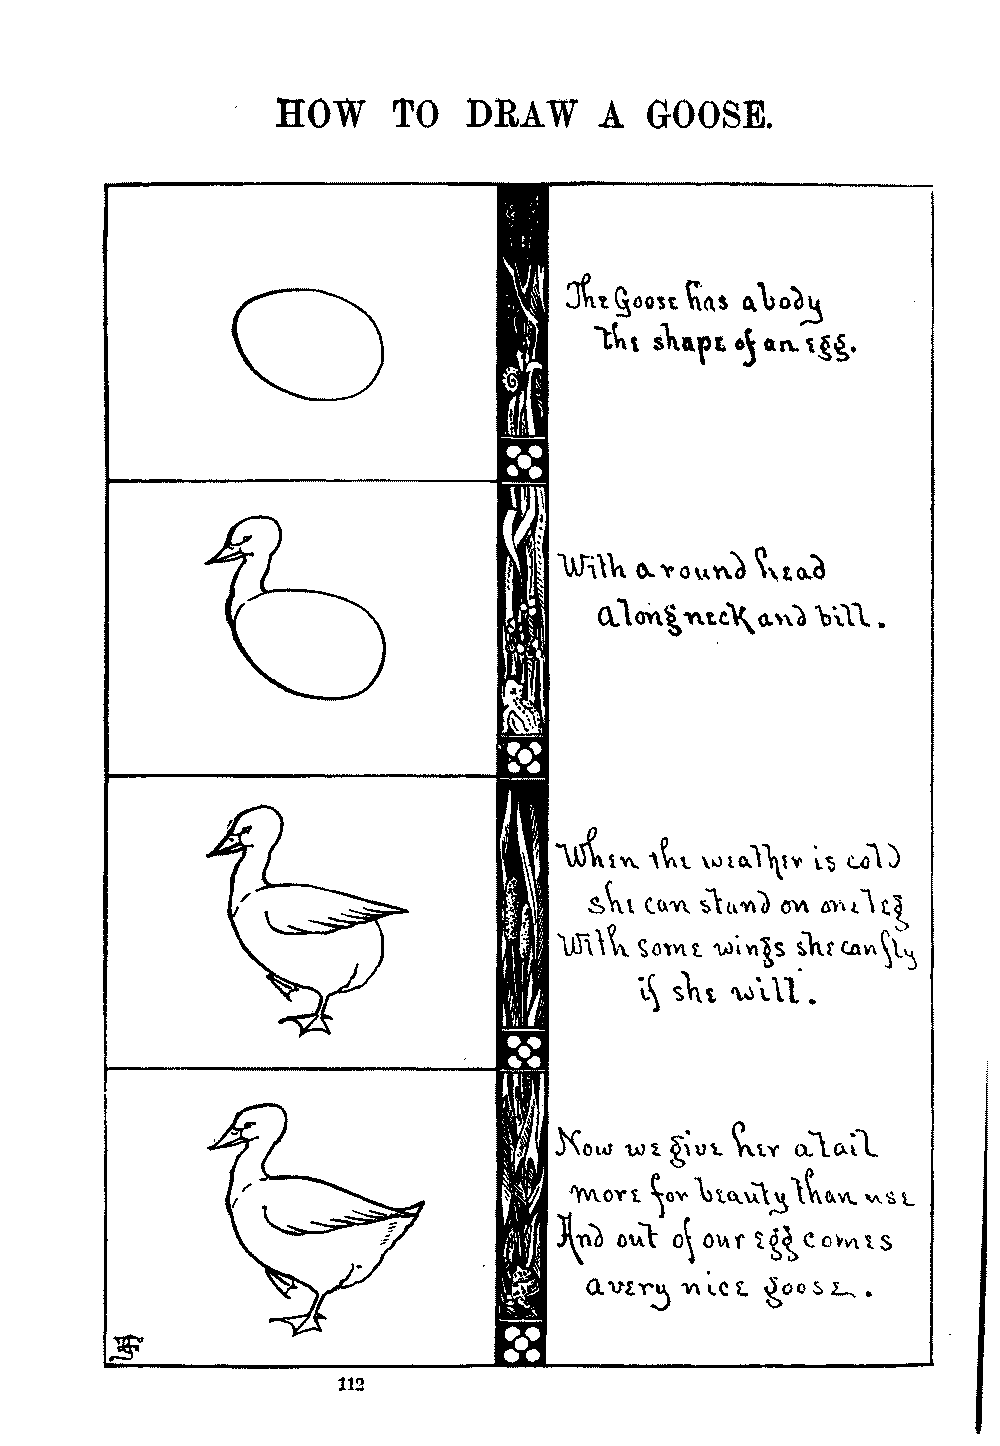 HOW TO DRAW A GOOSE.
The Goose has a body
the shape of an egg.
With a round head
a long neck and bill.
When the weather is cold
she can stand on one leg
With some wings she can fly
if she will.
Now we give her a tail
more for beauty than use
And out of our egg comes
a very nice goose.
112